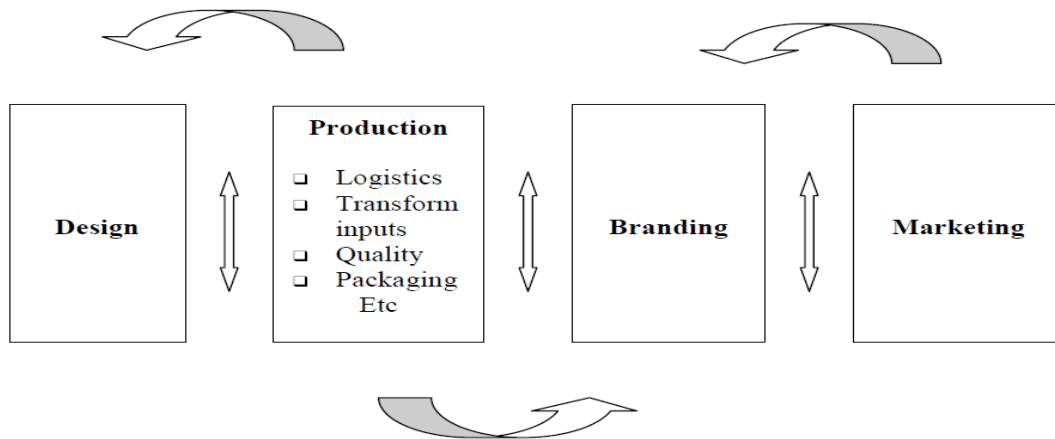 Design
Production
❑ Logistics
❑ Transform
inputs
❑ Quality
❑ Packaging
Etc
Branding
Marketing